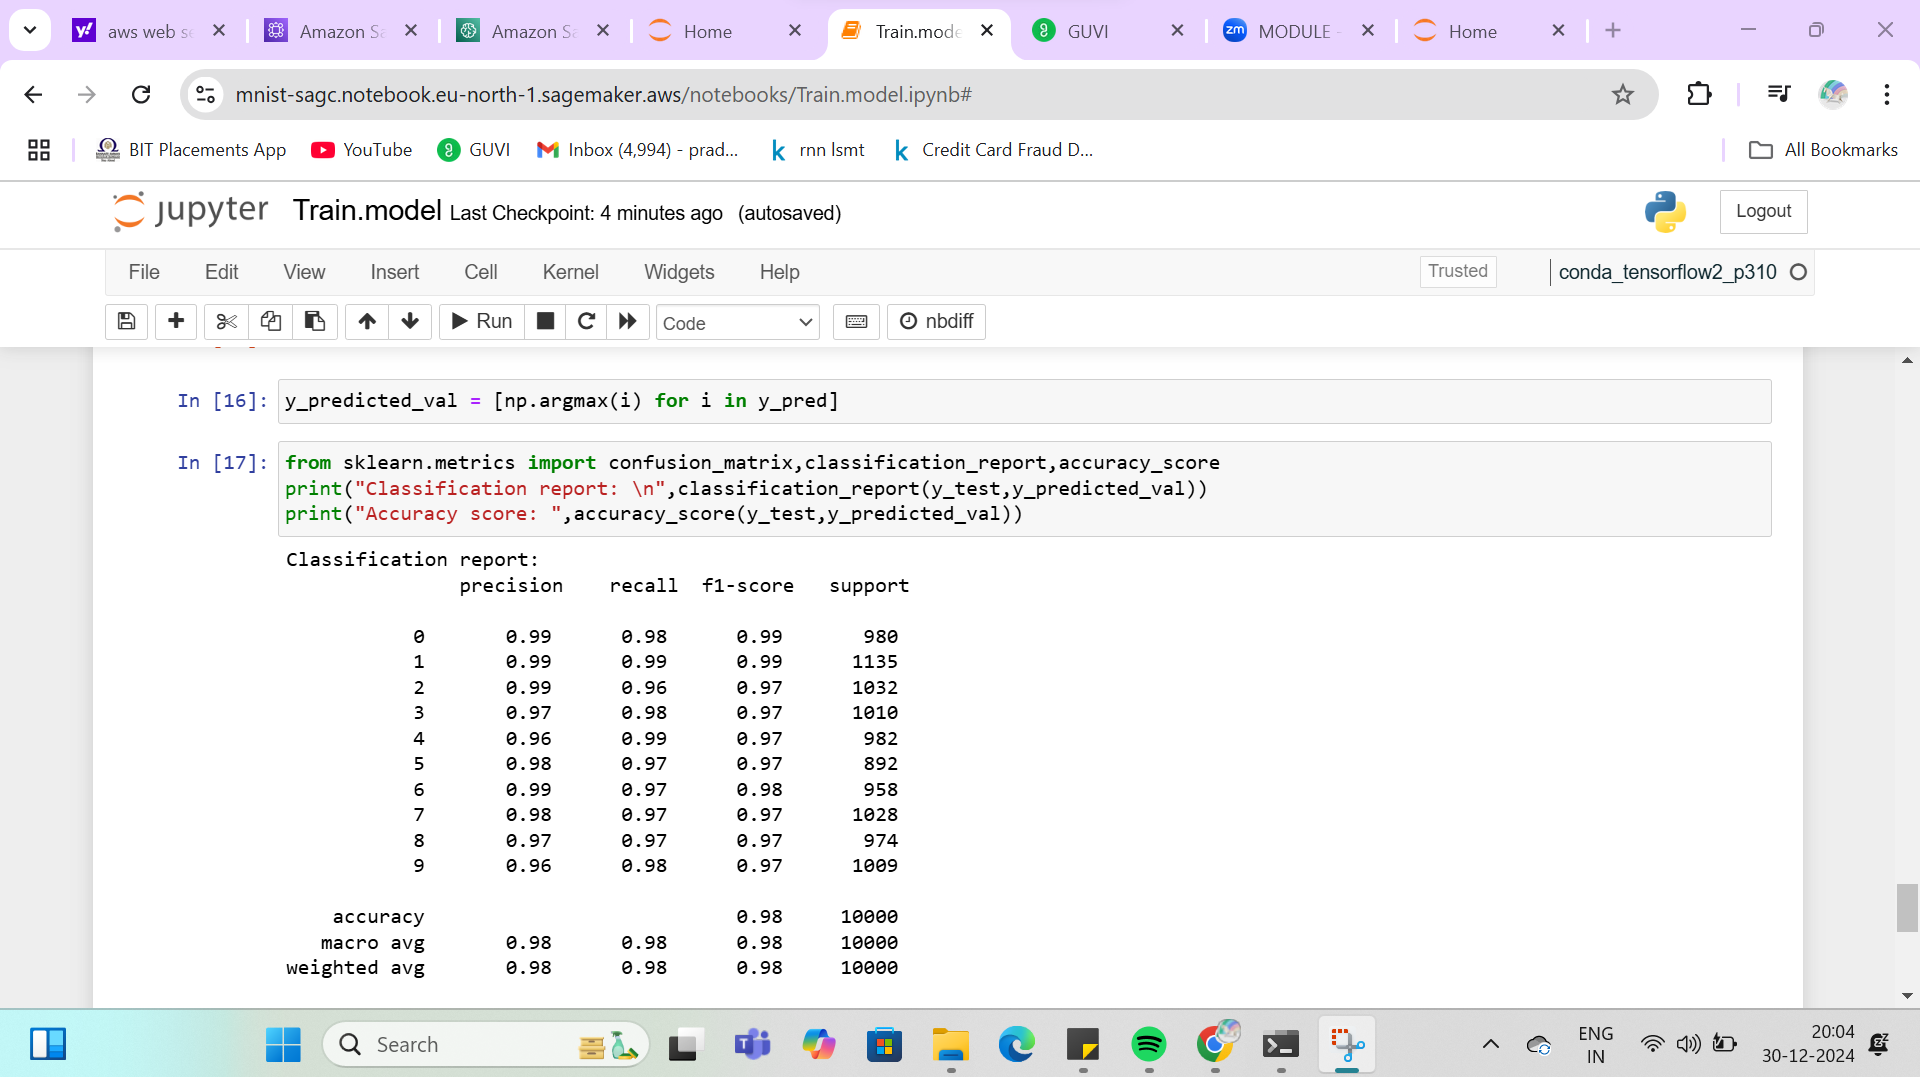 aws web se
Amazon Sa
Amazon Sa
Home
Train.mode
GUVI
zm MODULE -
Home
mnist-sagc.notebook.eu-north-1.sagemaker.aws/notebooks/Train.model.ipynb#
BIT Placements App
YouTube
GUVI
Inbox (4,994) - prad...
k rnn lsmt
k Credit Card Fraud D...
All Bookmarks
jupyter Train.model Last Checkpoint: 4 minutes ago (autosaved)
Logout
File Edit View Insert Cell Kernel Widgets Help
Trusted
conda_tensorflow2_p310
Run
Code
nbdiff
In [16]: y_predicted_val = [np.argmax(i) for i in y_pred]
In [17]: from sklearn.metrics import confusion_matrix,classification_report,accuracy_score
print("Classification report: \n",classification_report(y_test,y_predicted_val))
print("Accuracy score: ",accuracy_score(y_test,y_predicted_val))
Classification report:
precision recall f1-score support
0 0.99 0.98 0.99 980
1 0.99 0.99 0.99 1135
2 0.99 0.96 0.97 1032
3 0.97 0.98 0.97 1010
4 0.96 0.99 0.97 982
5 0.98 0.97 0.97 892
6 0.99 0.97 0.98 958
7 0.98 0.97 0.97 1028
8 0.97 0.97 0.97 974
9 0.96 0.98 0.97 1009
accuracy 0.98 10000
macro avg 0.98 0.98 0.98 10000
weighted avg 0.98 0.98 0.98 10000
Search
ENG
IN
20:04
30-12-2024